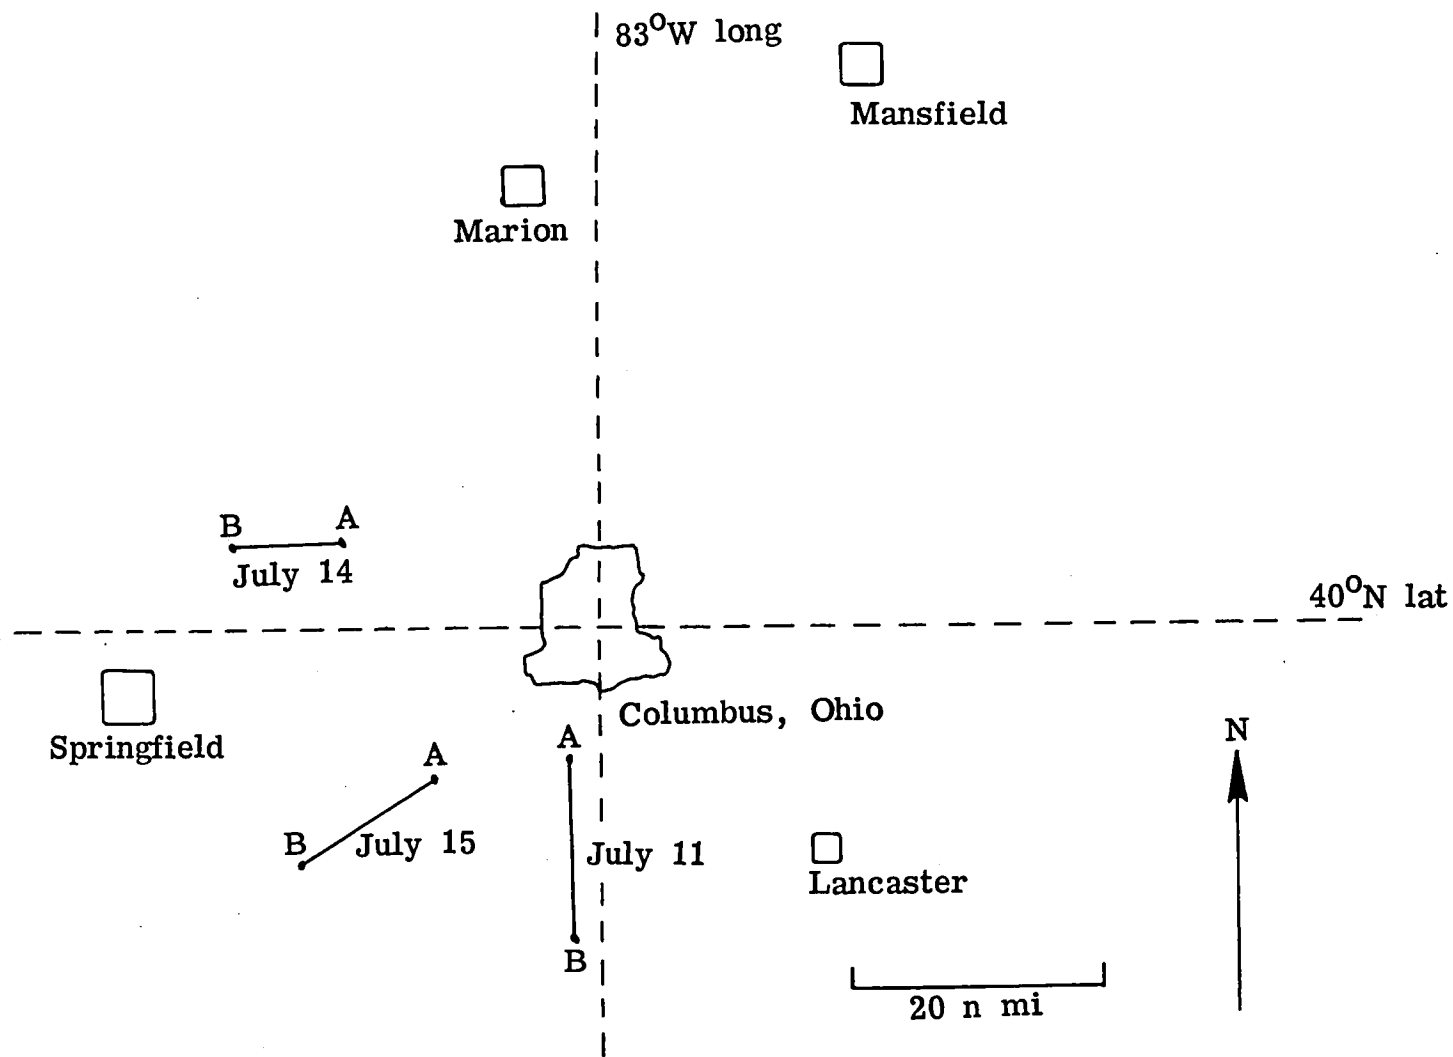 83°W long
Mansfield
Marion
B A
July 14
40°N lat
Springfield
Columbus, Ohio
A
A
N
B
July 15
July 11
Lancaster
B
20 n mi